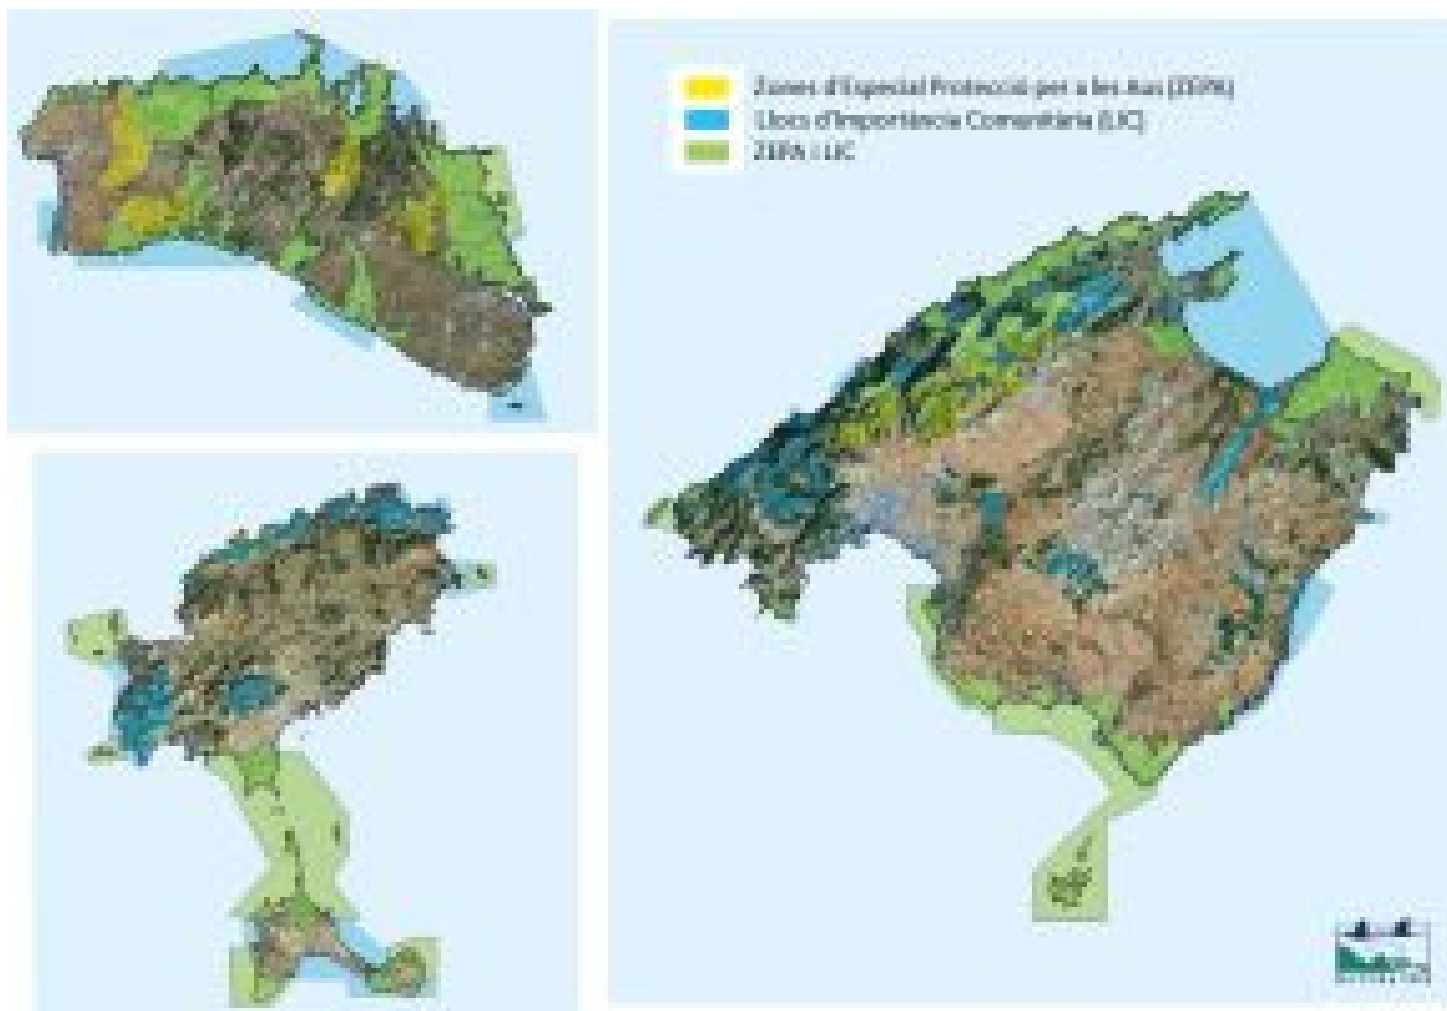 Zones d'Especial Protecció per a les Aus (ZEPA)
Llocs d'Importància Comunitària (LIC)
ZEPA i LIC